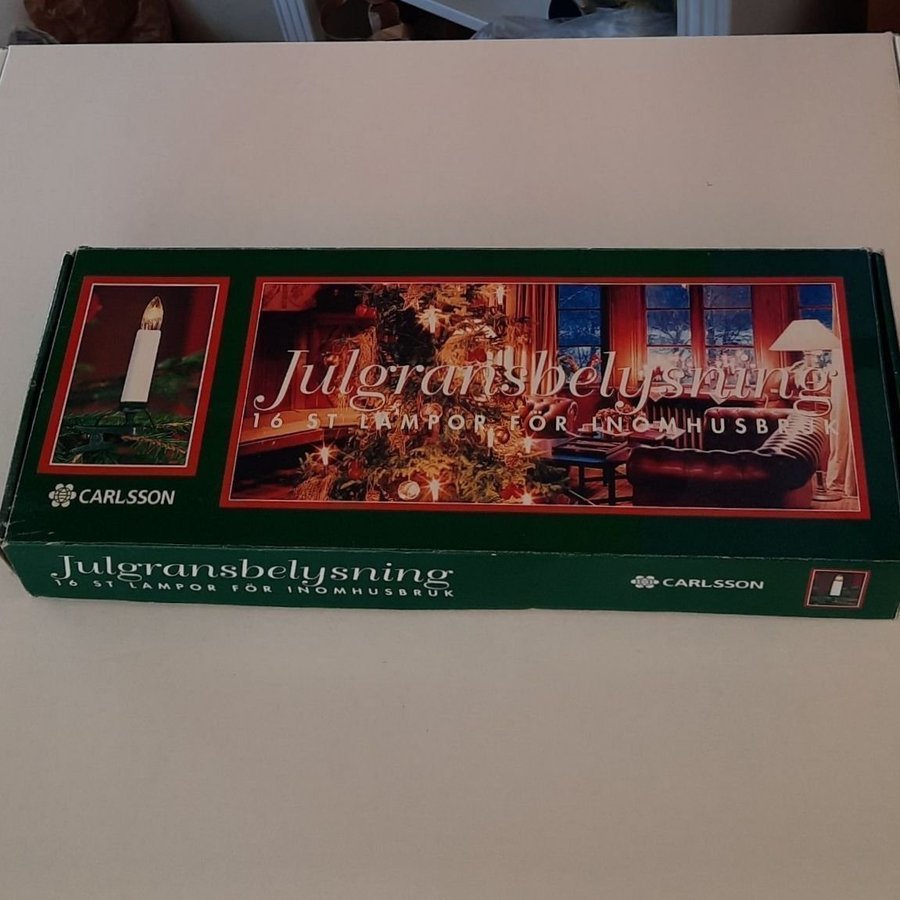 Julgransbelysning
16 ST LAMPOR FÖR INOMHUSBRUK
CARLSSON
Julgransbelysning
16 ST LAMPOR FÖR INOMHUSBRUK
CARLSSON